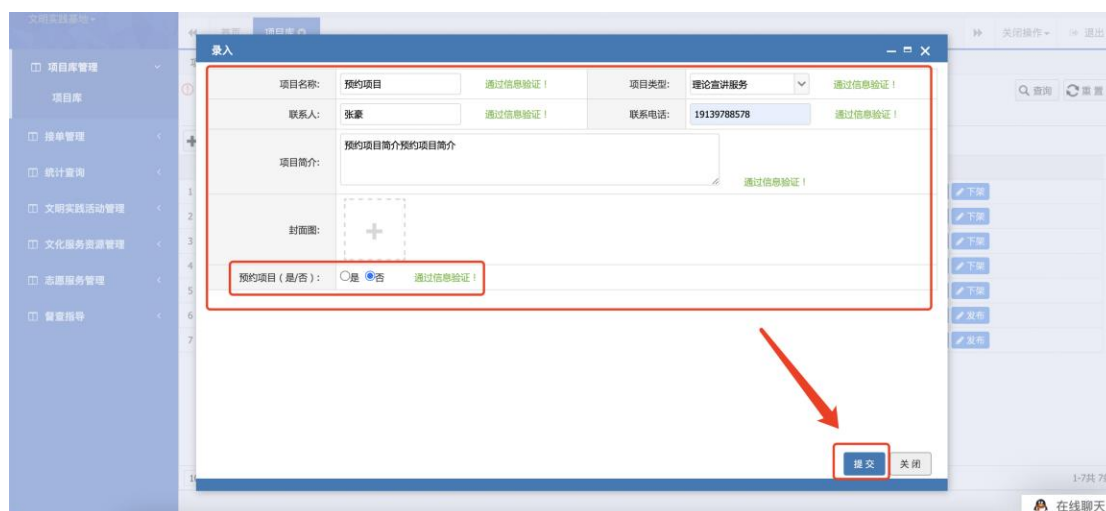 文明实践基地
首页 项目库
关闭操作 退出
录入
项目库管理
项目库
接单管理
统计查询
文明实践活动管理
文化服务资源管理
志愿服务管理
督查指导
项目名称: 预约项目 通过信息验证！ 项目类型: 理论宣讲服务 通过信息验证！
联系人: 张豪 通过信息验证！ 联系电话: 19139788578 通过信息验证！
项目简介: 预约项目简介预约项目简介 通过信息验证！
封面图:
预约项目（是/否）: 是 否 通过信息验证！
查询 重置
1 下架
2 下架
3 下架
4 下架
5 下架
6 发布
7 发布
提交 关闭
1-7共 7
在线聊天